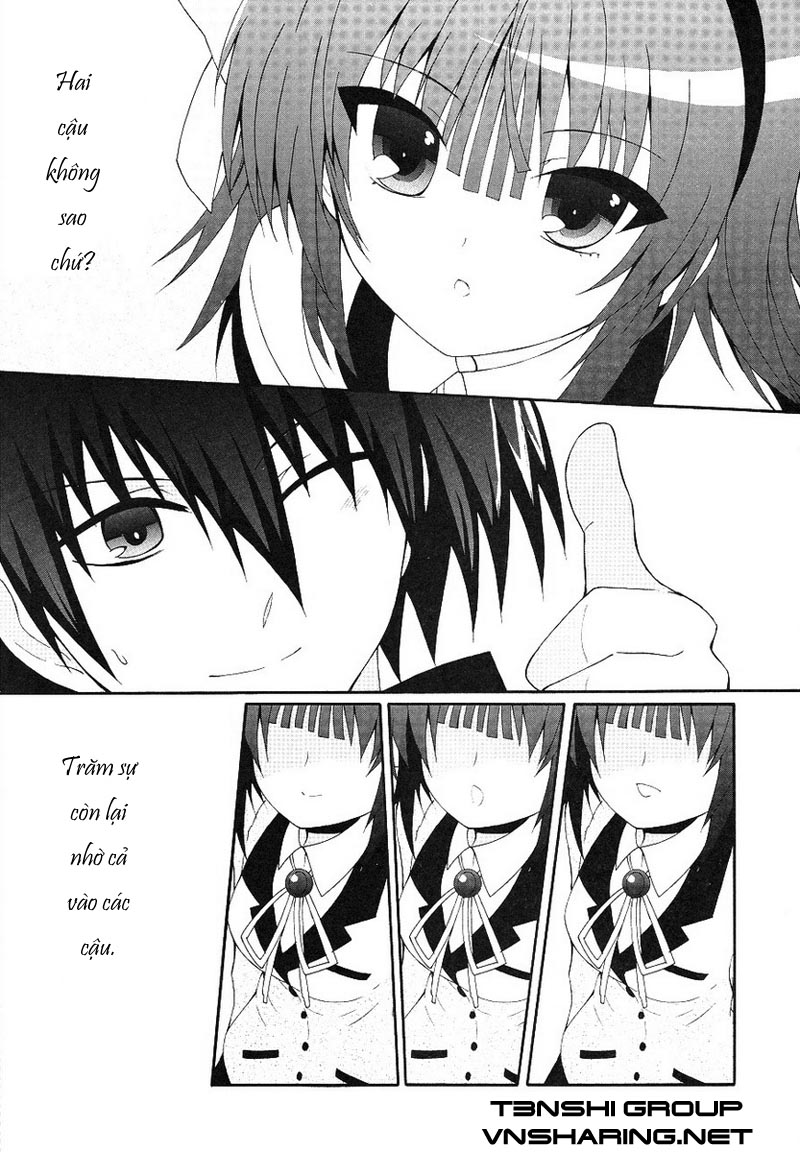 Hai
cậu
không
sao
chứ?
Trăm sự
còn lại
nhờ cả
vào các
cậu.
T3NSHI GROUP
VNSHARING.NET